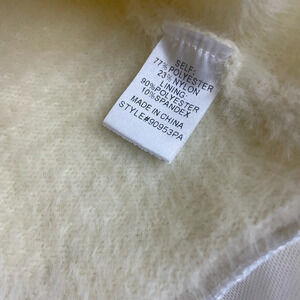 SELF-
77%POLYESTER
23%NYLON
LINING-
90%POLYESTER
10%SPANDEX
MADE IN CHINA
STYLE#90953PA